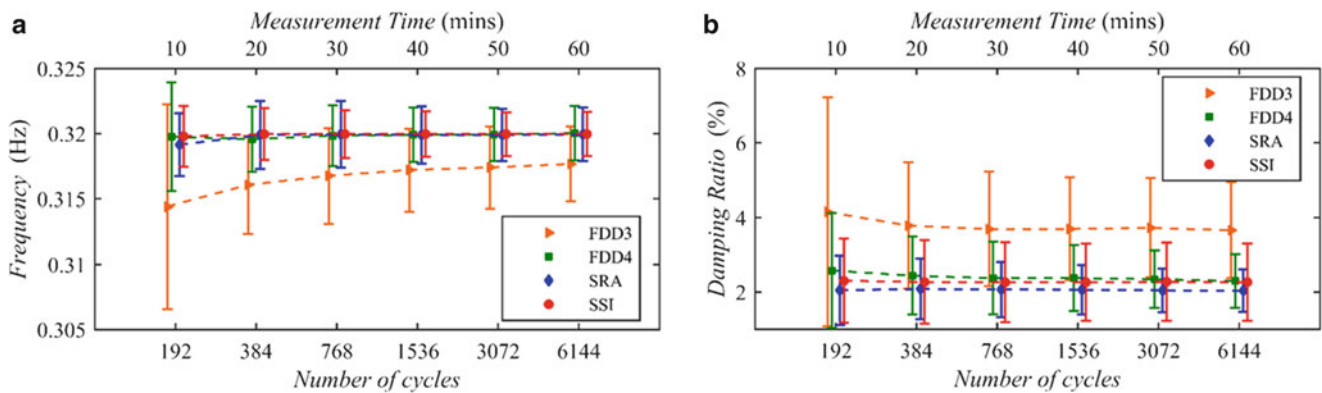 a
Measurement Time (mins)
10 20 30 40 50 60
0.325
0.32
0.315
0.31
0.305
Frequency (Hz)
FDD3
FDD4
SRA
SSI
192 384 768 1536 3072 6144
Number of cycles
b
Measurement Time (mins)
10 20 30 40 50 60
8
6
4
2
Damping Ratio (%)
FDD3
FDD4
SRA
SSI
192 384 768 1536 3072 6144
Number of cycles